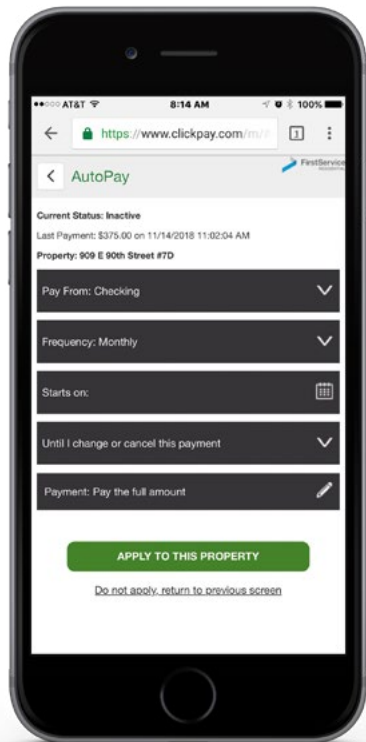 AT&T 8:14 AM 100%
https://www.clickpay.com/m/ 1
AutoPay
FirstService
RESIDENTIAL
Current Status: Inactive
Last Payment: $375.00 on 11/14/2018 11:02:04 AM
Property: 909 E 90th Street #7D
Pay From: Checking
Frequency: Monthly
Starts on:
Until I change or cancel this payment
Payment: Pay the full amount
APPLY TO THIS PROPERTY
Do not apply, return to previous screen